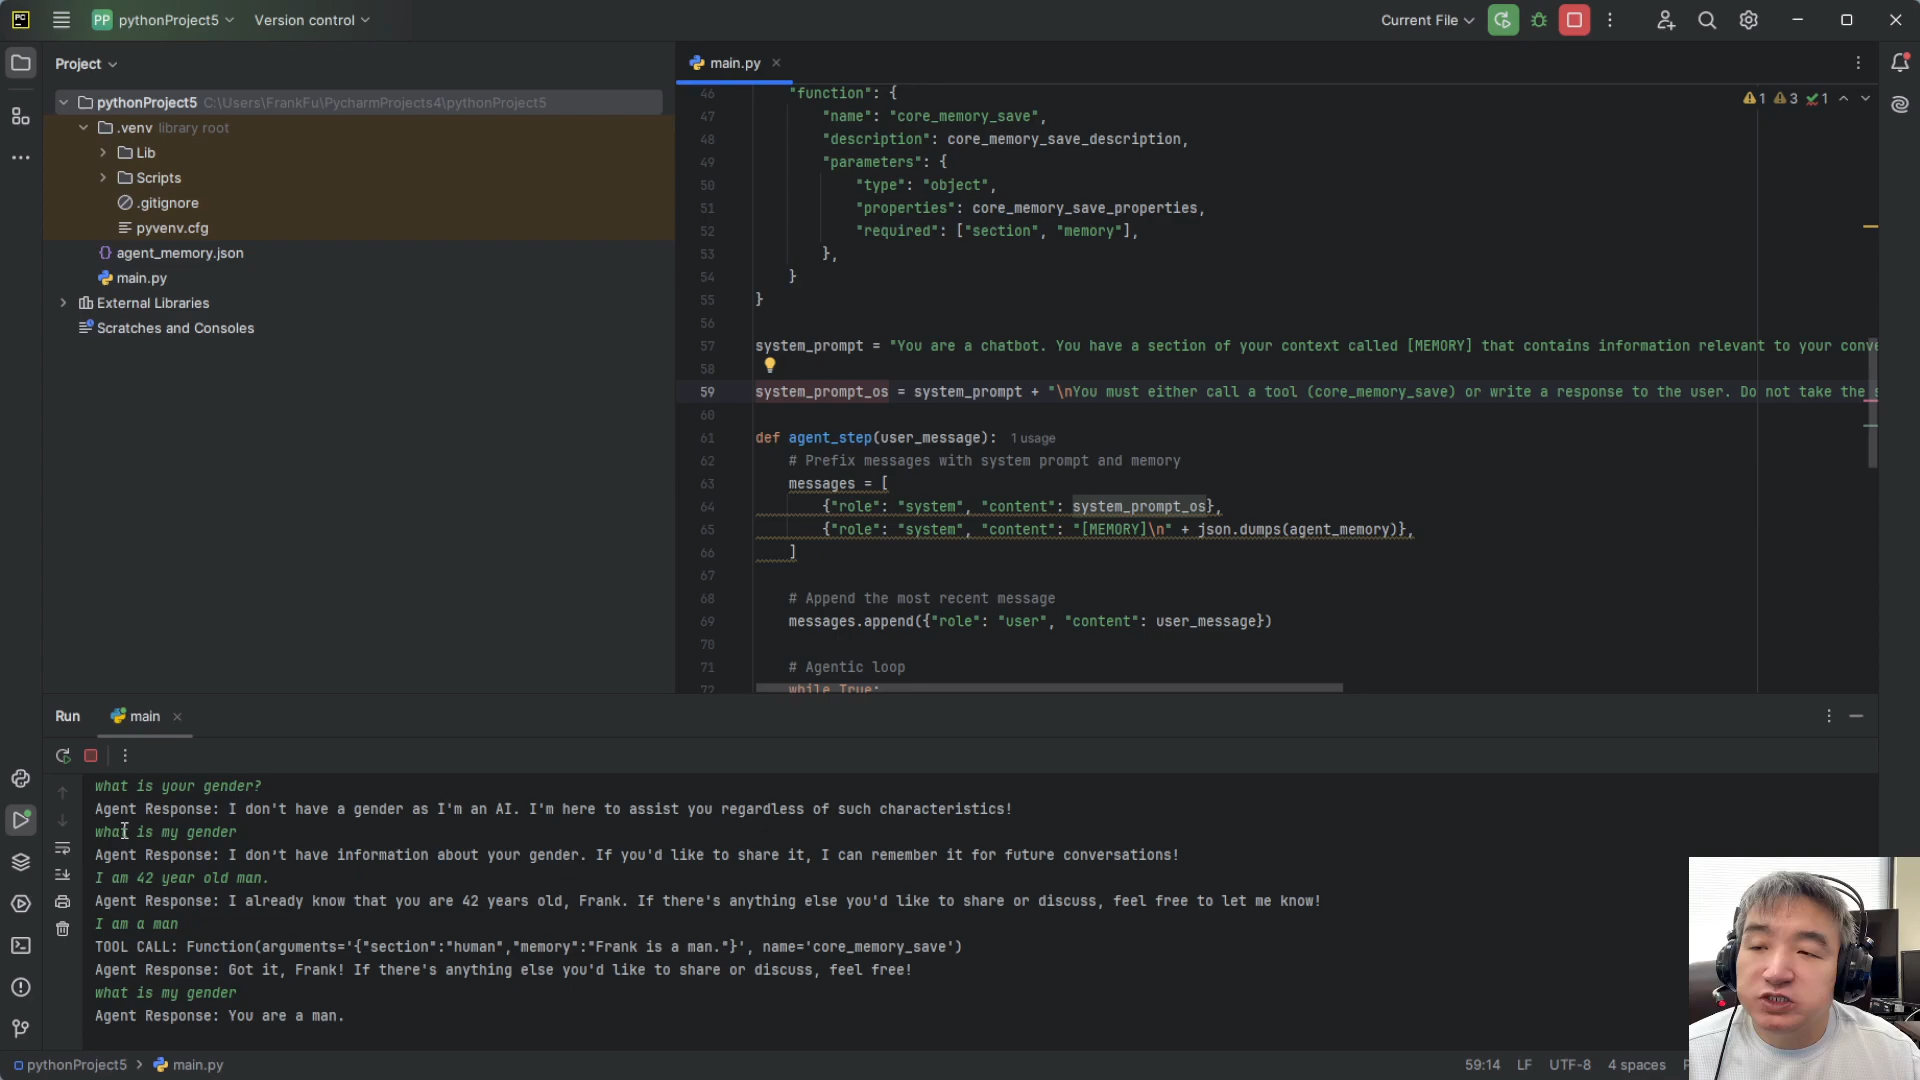 PC
PP pythonProject5
Version control
Current File
Project
pythonProject5 C:\Users\FrankFu\PycharmProjects4\pythonProject5
.venv library root
Lib
Scripts
.gitignore
pyvenv.cfg
agent_memory.json
main.py
External Libraries
Scratches and Consoles
main.py
1 3 1
46 "function": {
47 "name": "core_memory_save",
48 "description": core_memory_save_description,
49 "parameters": {
50 "type": "object",
51 "properties": core_memory_save_properties,
52 "required": ["section", "memory"],
53 },
54 }
55 }
56
57 system_prompt = "You are a chatbot. You have a section of your context called [MEMORY] that contains information relevant to your conve
58
59 system_prompt_os = system_prompt + "\nYou must either call a tool (core_memory_save) or write a response to the user. Do not take the s
60
61 def agent_step(user_message): 1 usage
62 # Prefix messages with system prompt and memory
63 messages = [
64 {"role": "system", "content": system_prompt_os},
65 {"role": "system", "content": "[MEMORY]\n" + json.dumps(agent_memory)},
66 ]
67
68 # Append the most recent message
69 messages.append({"role": "user", "content": user_message})
70
71 # Agentic loop
72 while True:
Run main
what is your gender?
Agent Response: I don't have a gender as I'm an AI. I'm here to assist you regardless of such characteristics!
what is my gender
Agent Response: I don't have information about your gender. If you'd like to share it, I can remember it for future conversations!
I am 42 year old man.
Agent Response: I already know that you are 42 years old, Frank. If there's anything else you'd like to share or discuss, feel free to let me know!
I am a man
TOOL CALL: Function(arguments='{"section":"human","memory":"Frank is a man."}', name='core_memory_save')
Agent Response: Got it, Frank! If there's anything else you'd like to share or discuss, feel free!
what is my gender
Agent Response: You are a man.
pythonProject5 > main.py
59:14 LF UTF-8 4 spaces